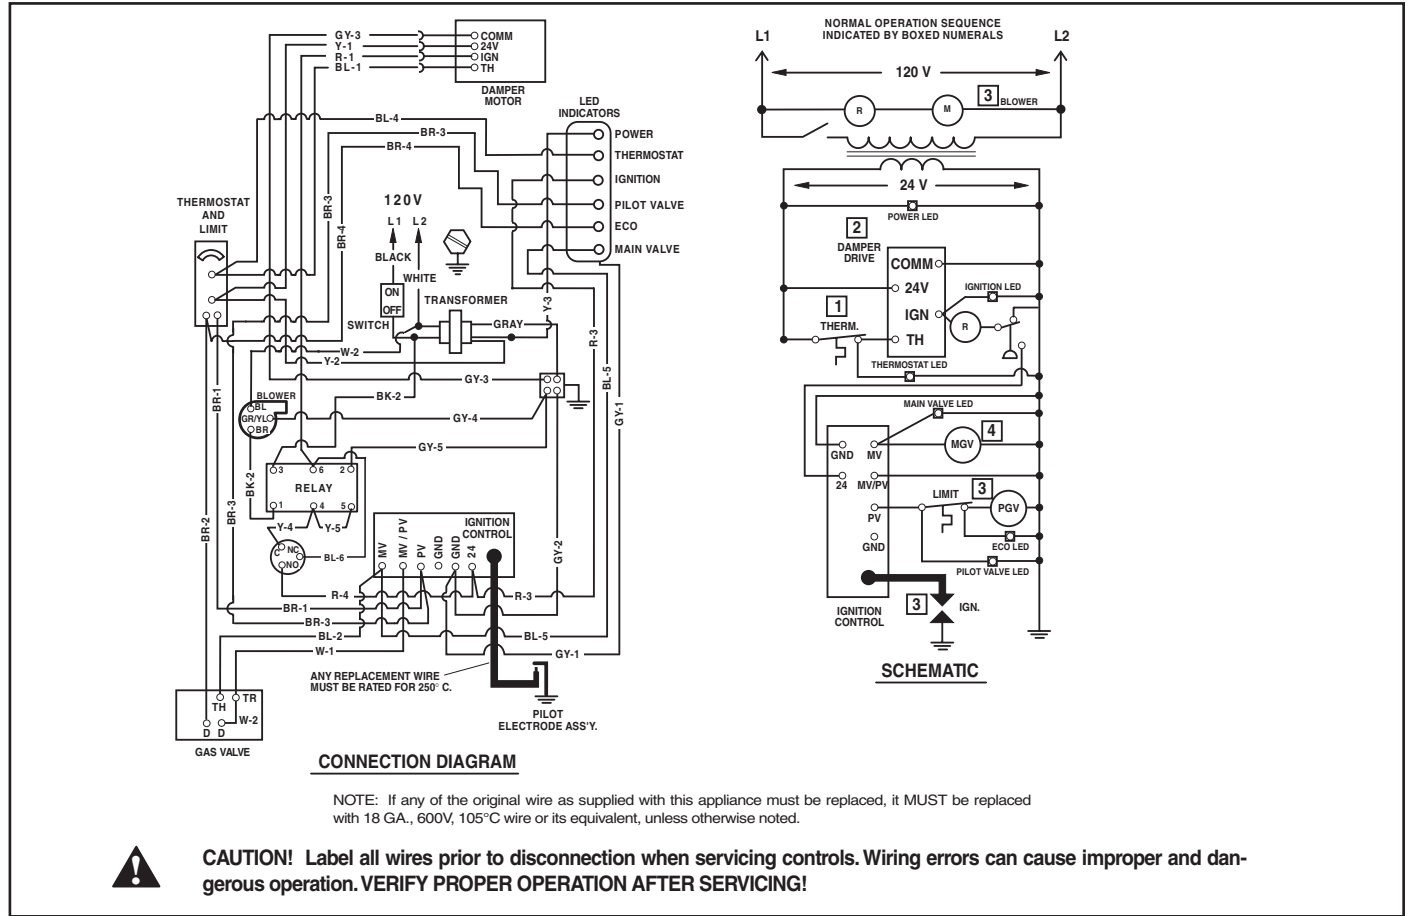 GY-3
Y-1
R-1
BL-1
COMM
24V
IGN
TH
DAMPER
MOTOR
LED
INDICATORS
POWER
THERMOSTAT
IGNITION
PILOT VALVE
ECO
MAIN VALVE
BL-4
BR-3
BR-4
BR-3
BR-4
THERMOSTAT
AND
LIMIT
120V
L1 L2
BLACK
WHITE
ON
OFF
SWITCH
TRANSFORMER
GRAY
Y-3
R-3
BL-5
GY-1
W-2
Y-2
GY-3
BK-2
GY-4
GY-5
BLOWER
BL
GR/YL
BR
BR-1
BK-2
BR-3
BR-2
3 6 2
RELAY
1 4 5
Y-4 Y-5
C NC
NO
BL-6
IGNITION
CONTROL
MV
MV / PV
PV
GND
GND
24
GY-2
R-4
R-3
BR-1
BR-3
BL-2
BL-5
W-1
GY-1
ANY REPLACEMENT WIRE
MUST BE RATED FOR 250° C.
PILOT
ELECTRODE ASS'Y.
TH
TR
W-2
D D
GAS VALVE
CONNECTION DIAGRAM
NORMAL OPERATION SEQUENCE
INDICATED BY BOXED NUMERALS
L1
L2
120 V
R
M
3
BLOWER
24 V
POWER LED
2
DAMPER
DRIVE
COMM
24V
IGN
TH
IGNITION LED
R
1
THERM.
THERMOSTAT LED
MAIN VALVE LED
GND
MV
MGV
4
24
MV/PV
LIMIT
3
PGV
PV
GND
ECO LED
PILOT VALVE LED
3
IGN.
IGNITION
CONTROL
SCHEMATIC
NOTE: If any of the original wire as supplied with this appliance must be replaced, it MUST be replaced
with 18 GA., 600V, 105°C wire or its equivalent, unless otherwise noted.
CAUTION! Label all wires prior to disconnection when servicing controls. Wiring errors can cause improper and dan-
gerous operation. VERIFY PROPER OPERATION AFTER SERVICING!